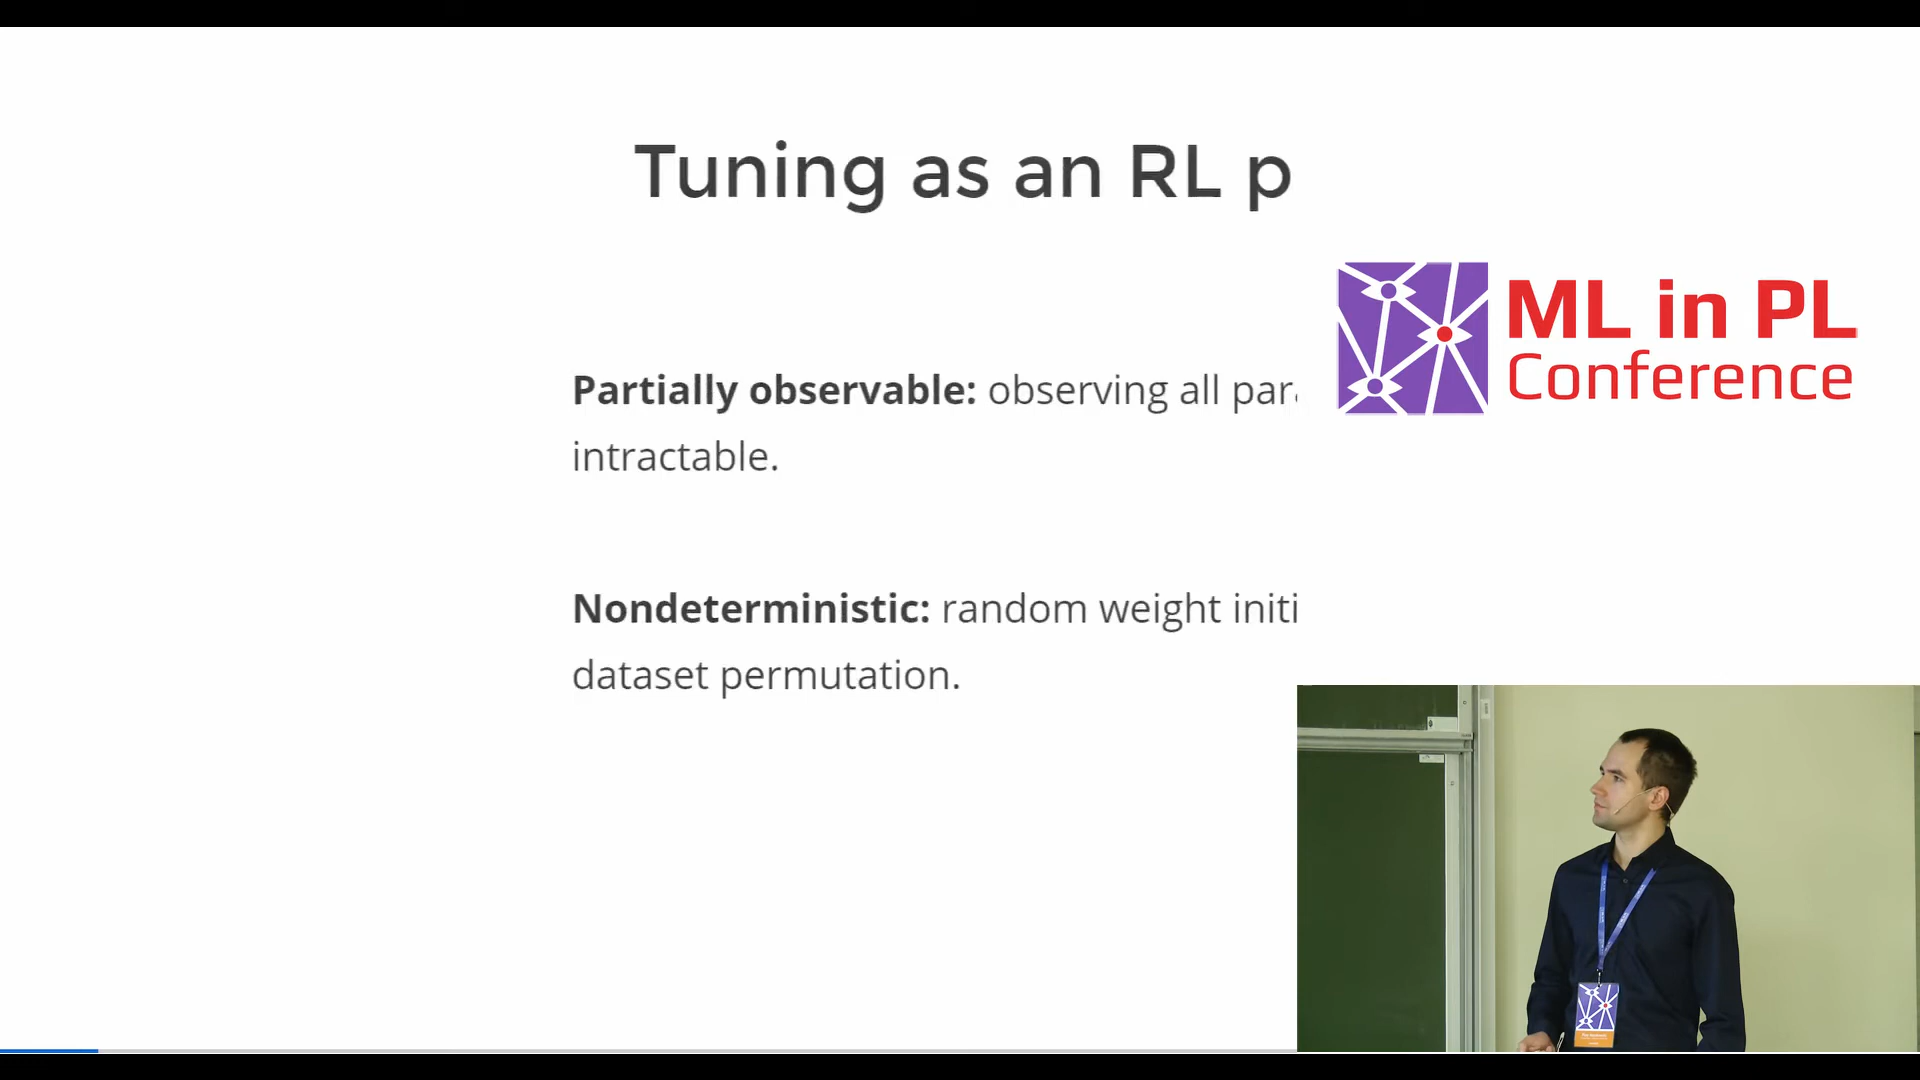 Tuning as an RL p
ML in PL
Conference
Partially observable: observing all para
intractable.
Nondeterministic: random weight initi
dataset permutation.